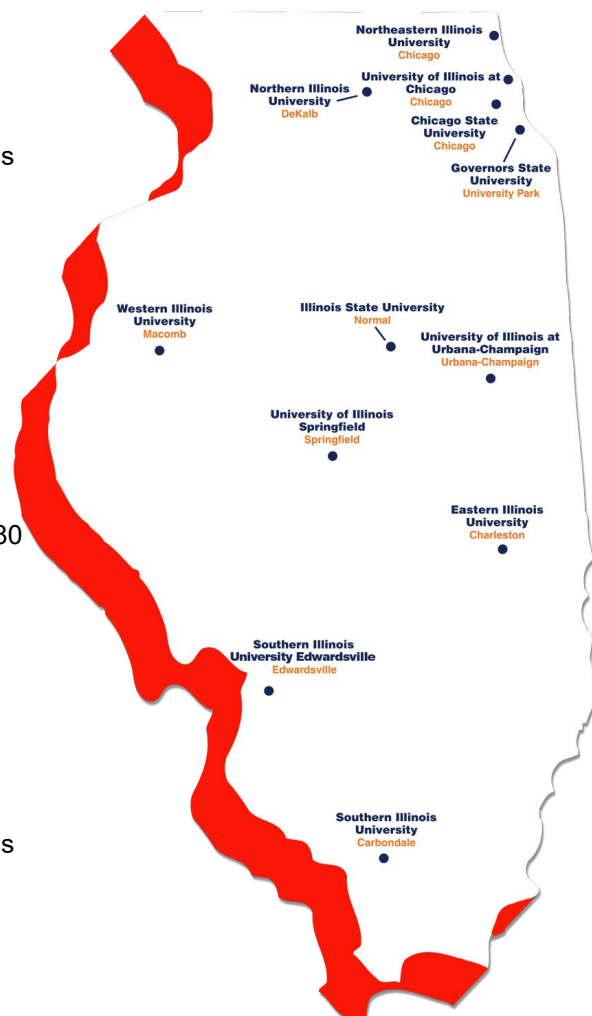 Northeastern Illinois
University
Chicago
University of Illinois at
Chicago
Chicago
Northern Illinois
University
DeKalb
Chicago State
University
Chicago
s
Governors State
University
University Park
Western Illinois
University
Macomb
Illinois State University
Normal
University of Illinois at
Urbana-Champaign
Urbana-Champaign
University of Illinois
Springfield
Springfield
Eastern Illinois
University
Charleston
30
Southern Illinois
University Edwardsville
Edwardsville
Southern Illinois
University
Carbondale
s